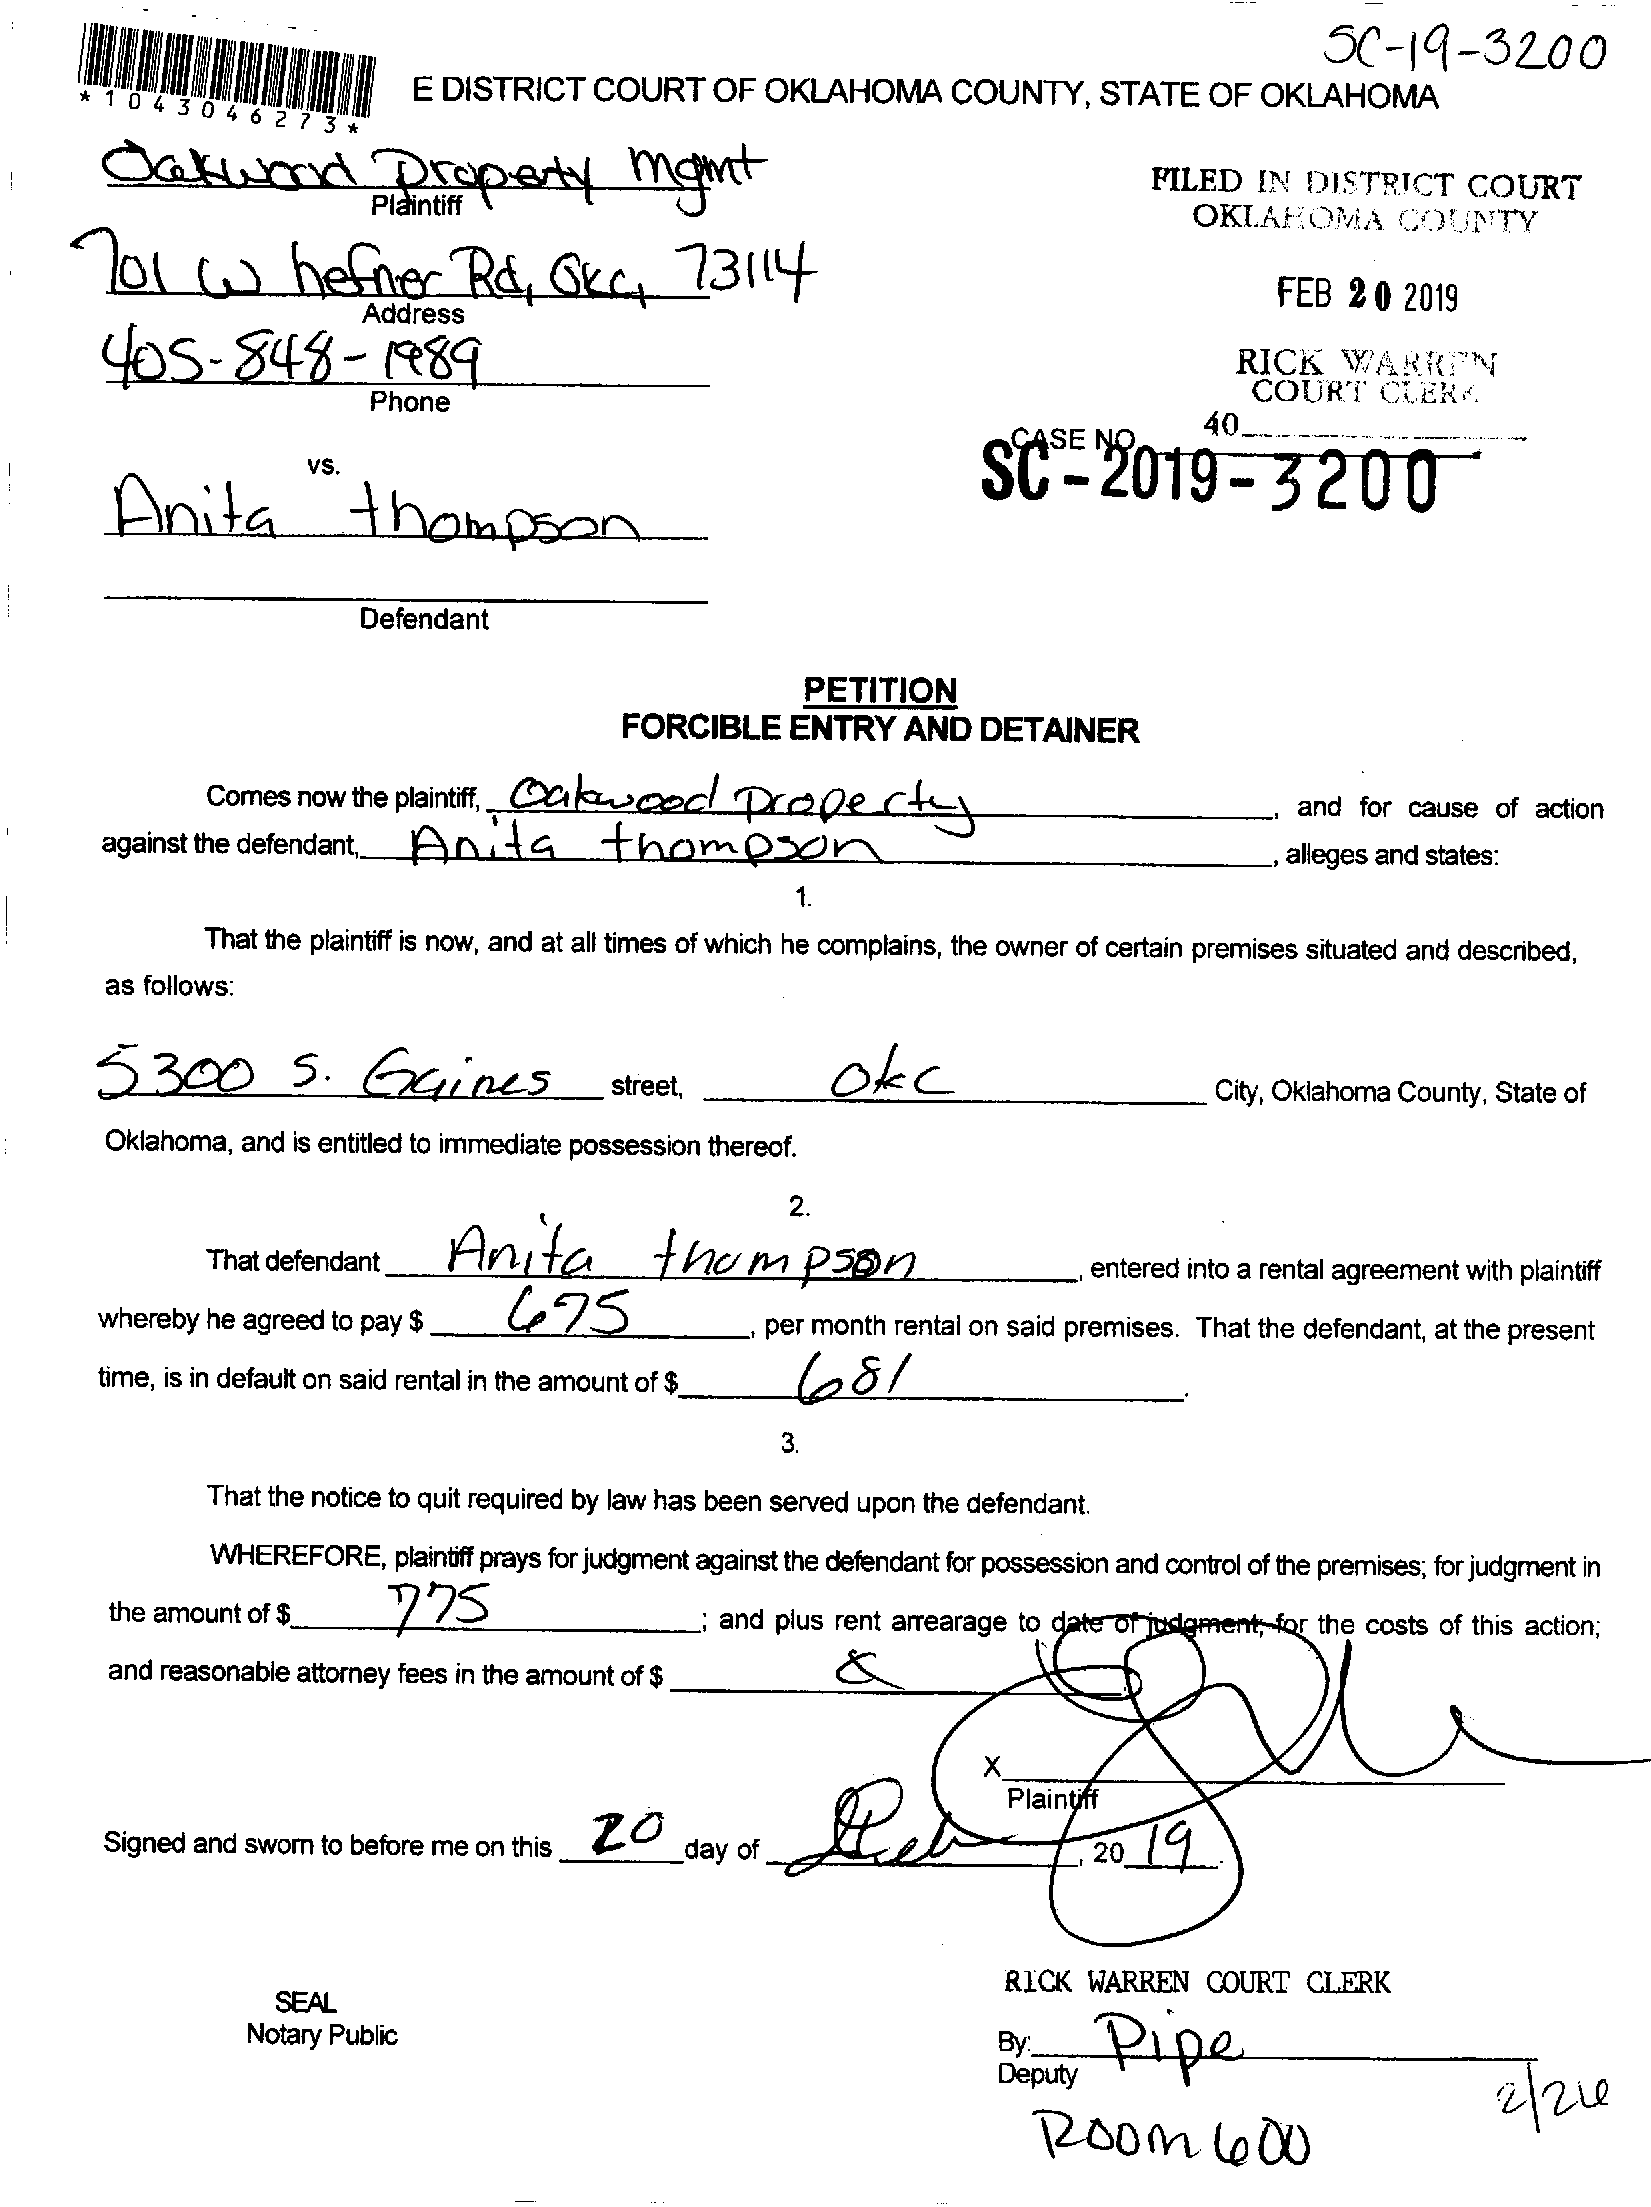 SC-19-3200
*1043046273*
E DISTRICT COURT OF OKLAHOMA COUNTY, STATE OF OKLAHOMA
Oakwood Property Mgmt
Plaintiff
FILED IN DISTRICT COURT
OKLAHOMA COUNTY
701 W hefner Rd, OKC, 73114
Address
FEB 20 2019
405-848-1989
Phone
RICK WARREN
COURT CLERK
40
CASE NO.
SC-2019-3200
vs.
Anita thompson
Defendant
PETITION
FORCIBLE ENTRY AND DETAINER
Comes now the plaintiff, Oakwood Property, and for cause of action
against the defendant, Anita thompson, alleges and states:
1.
That the plaintiff is now, and at all times of which he complains, the owner of certain premises situated and described,
as follows:
5300 S. Gaines street, OKC City, Oklahoma County, State of
Oklahoma, and is entitled to immediate possession thereof.
2.
That defendant Anita thompson, entered into a rental agreement with plaintiff
whereby he agreed to pay $ 675, per month rental on said premises. That the defendant, at the present
time, is in default on said rental in the amount of $ 681.
3.
That the notice to quit required by law has been served upon the defendant.
WHEREFORE, plaintiff prays for judgment against the defendant for possession and control of the premises; for judgment in
the amount of $ 775; and plus rent arrearage to date of judgment; for the costs of this action;
and reasonable attorney fees in the amount of $
X
Plaintiff
Signed and sworn to before me on this 20 day of Feb, 2019
SEAL
Notary Public
RICK WARREN COURT CLERK
By: Pipe
Deputy
2/26
Room 600